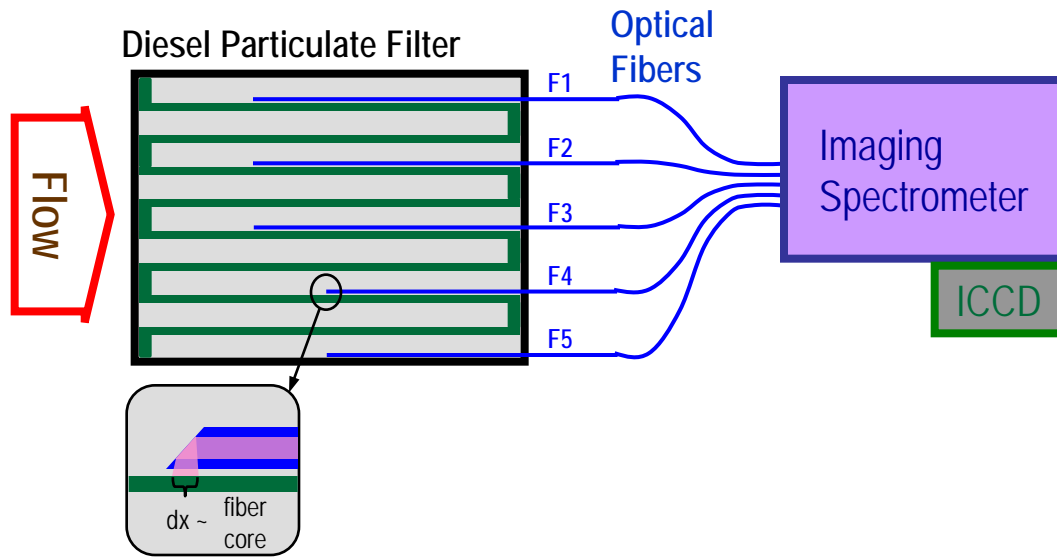 Diesel Particulate Filter
Optical
Fibers
F1
F2
F3
F4
F5
Flow
Imaging
Spectrometer
ICCD
dx ~ fiber
core